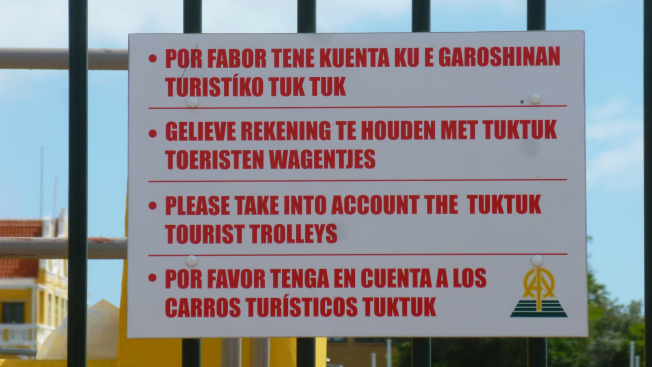 • POR FABOR TENE KUENTA KU E GAROSHINAN
TURISTÍKO TUK TUK
• GELIEVE REKENING TE HOUDEN MET TUKTUK
TOERISTEN WAGENTJES
• PLEASE TAKE INTO ACCOUNT THE TUKTUK
TOURIST TROLLEYS
• POR FAVOR TENGA EN CUENTA A LOS
CARROS TURÍSTICOS TUKTUK